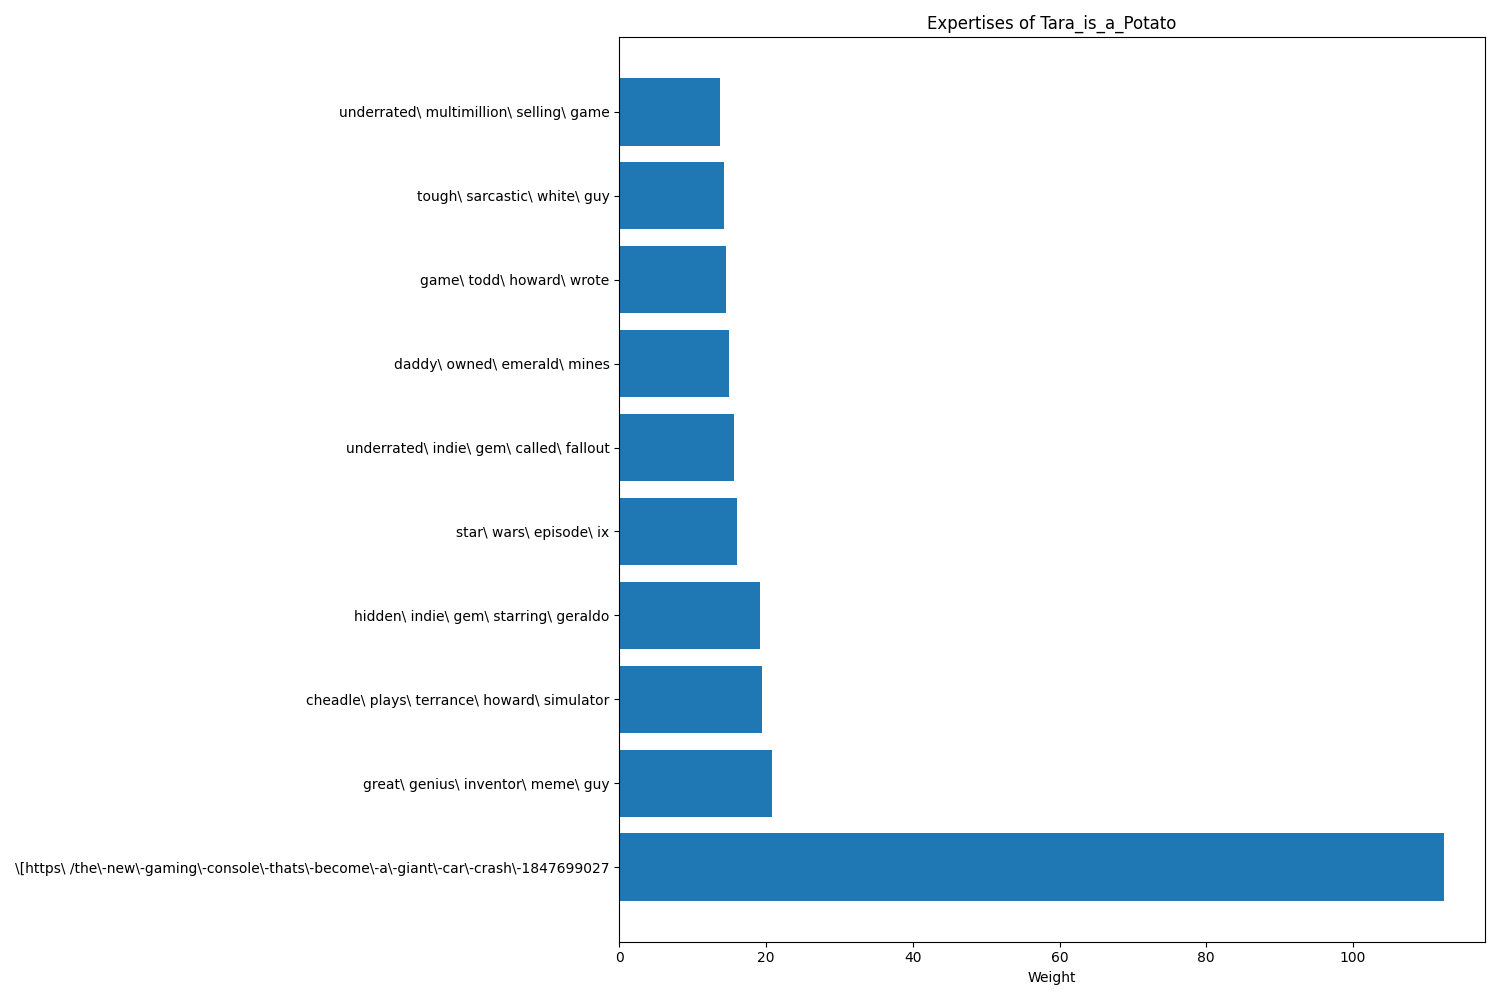 Expertises of Tara_is_a_Potato
underrated\ multimillion\ selling\ game
tough\ sarcastic\ white\ guy
game\ todd\ howard\ wrote
daddy\ owned\ emerald\ mines
underrated\ indie\ gem\ called\ fallout
star\ wars\ episode\ ix
hidden\ indie\ gem\ starring\ geraldo
cheadle\ plays\ terrance\ howard\ simulator
great\ genius\ inventor\ meme\ guy
\[https\ /the\-new\-gaming\-console\-thats\-become\-a\-giant\-car\-crash\-1847699027
0 20 40 60 80 100
Weight